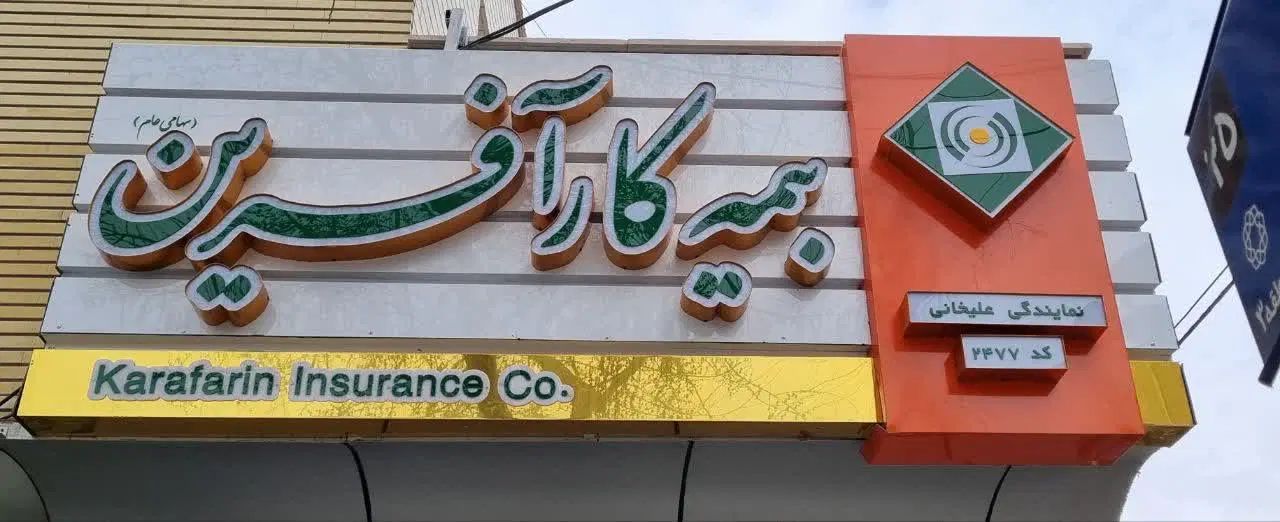 بیمه کارآفرین
(سهامی عام)
Karafarin Insurance Co.
نمایندگی علیخانی
کد ۲۴۷۷